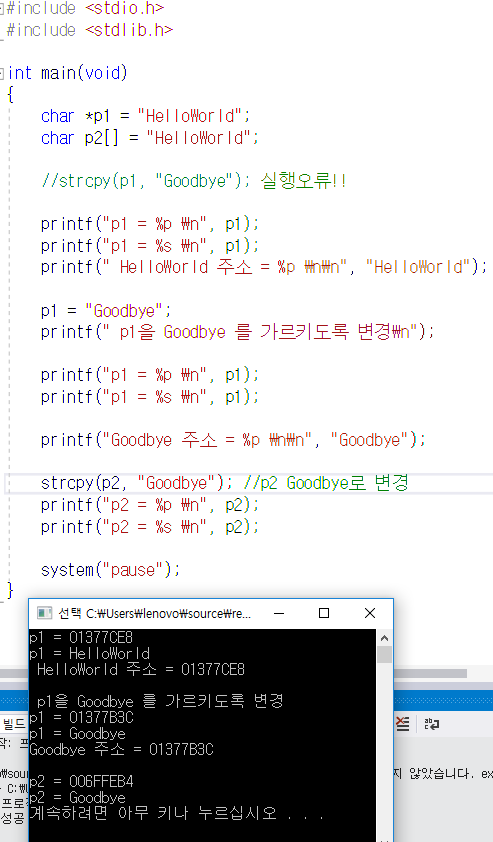 #include <stdio.h>
#include <stdlib.h>
int main(void)
{
char *p1 = "HelloWorld";
char p2[] = "HelloWorld";
//strcpy(p1, "Goodbye"); 실행오류!!
printf("p1 = %p ₩n", p1);
printf("p1 = %s ₩n", p1);
printf(" HelloWorld 주소 = %p ₩n₩n", "HelloWorld");
p1 = "Goodbye";
printf(" p1을 Goodbye 를 가르키도록 변경₩n");
printf("p1 = %p ₩n", p1);
printf("p1 = %s ₩n", p1);
printf("Goodbye 주소 = %p ₩n₩n", "Goodbye");
strcpy(p2, "Goodbye"); //p2 Goodbye로 변경
printf("p2 = %p ₩n", p2);
printf("p2 = %s ₩n", p2);
system("pause");
}
선택 C:₩Users₩lenovo₩source₩re...
p1 = 01377CE8
p1 = HelloWorld
HelloWorld 주소 = 01377CE8
p1을 Goodbye 를 가르키도록 변경
p1 = 01377B3C
p1 = Goodbye
Goodbye 주소 = 01377B3C
p2 = 006FFEB4
p2 = Goodbye
계속하려면 아무 키나 누르십시오 . . .
빌드
않았습니다. ex
성공